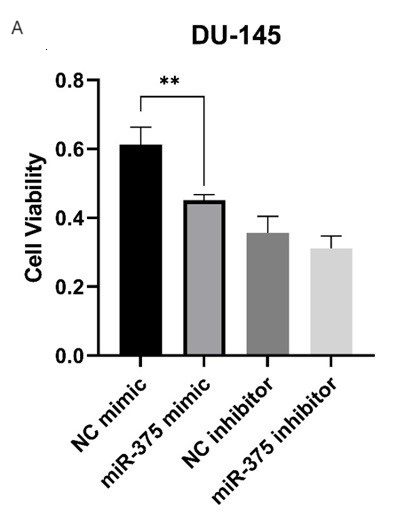 A
DU-145
**
Cell Viability
0.8
0.6
0.4
0.2
0.0
NC mimic
miR-375 mimic
NC inhibitor
miR-375 inhibitor